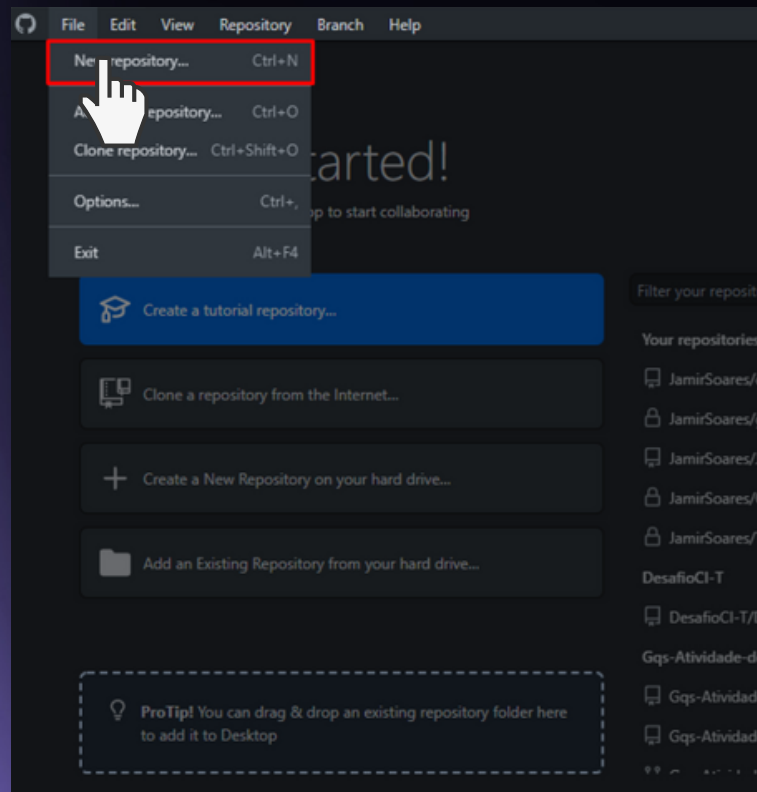 File Edit View Repository Branch Help
New repository... Ctrl+N
repository... Ctrl+O
Clone repository... Ctrl+Shift+O
Options... Ctrl+,
Exit Alt+F4
started!
to start collaborating
Create a tutorial repository...
Clone a repository from the Internet...
Create a New Repository on your hard drive...
Add an Existing Repository from your hard drive...
ProTip! You can drag & drop an existing repository folder here
to add it to Desktop
Filter your reposit
Your repositories
JamirSoares/
JamirSoares/
JamirSoares/
JamirSoares/
JamirSoares/
DesafioCI-T
DesafioCI-T/
Gqs-Atividade-d
Gqs-Atividad
Gqs-Atividad